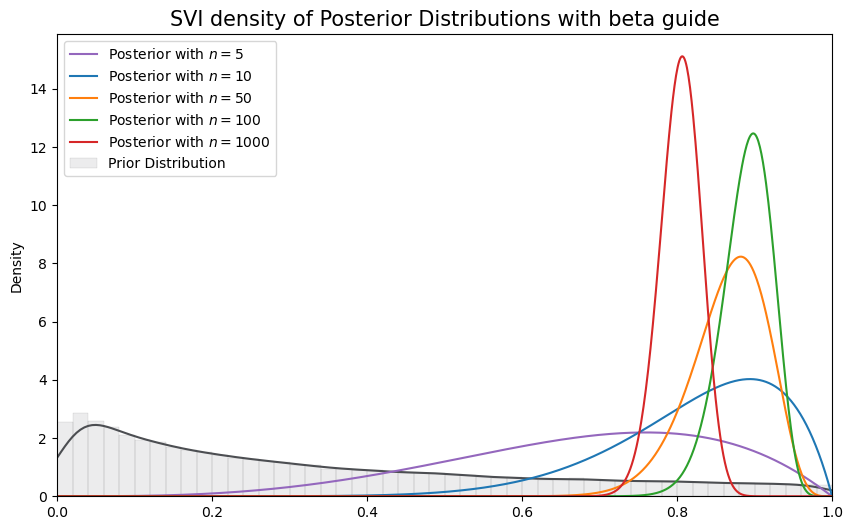 SVI density of Posterior Distributions with beta guide
Posterior with n = 5
Posterior with n = 10
Posterior with n = 50
Posterior with n = 100
Posterior with n = 1000
Prior Distribution
Density
14
12
10
8
6
4
2
0
0.0 0.2 0.4 0.6 0.8 1.0